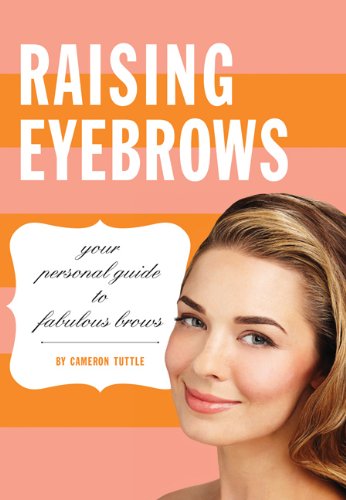 RAISING
EYEBROWS
your
personal guide
to
fabulous brows
BY CAMERON TUTTLE